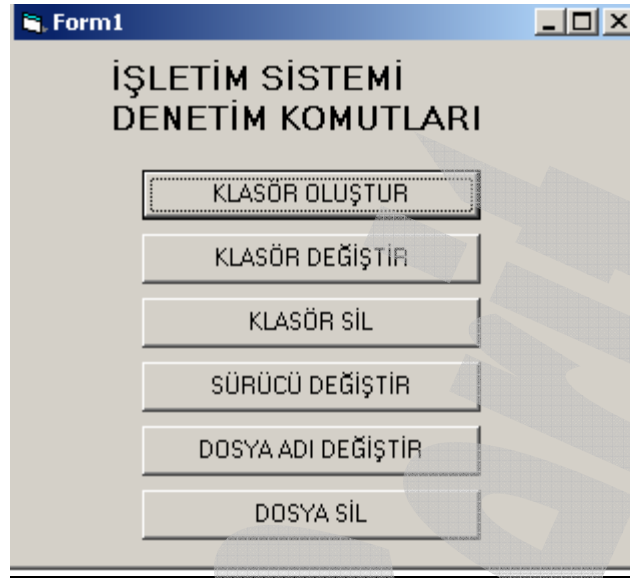 Form1
İŞLETİM SİSTEMİ
DENETİM KOMUTLARI
KLASÖR OLUŞTUR
KLASÖR DEĞİŞTİR
KLASÖR SİL
SÜRÜCÜ DEĞİŞTİR
DOSYA ADI DEĞİŞTİR
DOSYA SİL